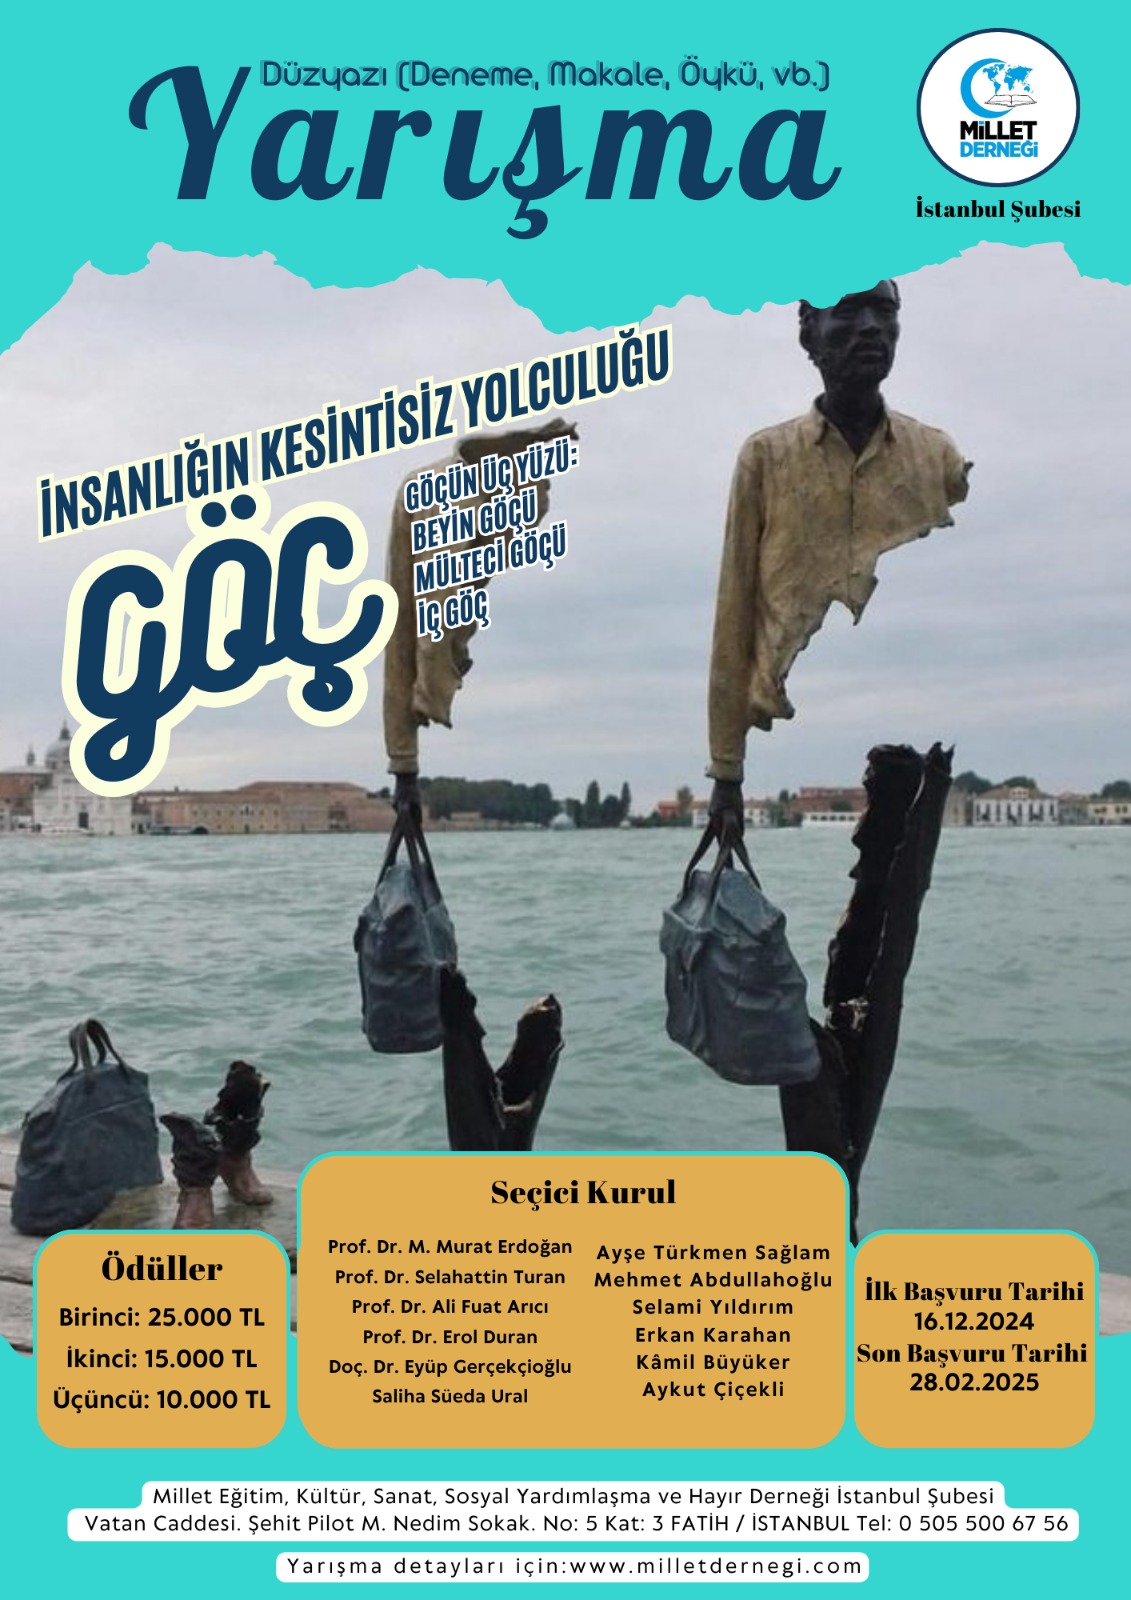 Düzyazı (Deneme, Makale, Öykü, vb.)
Yarışma
MİLLET
DERNEĞİ
İstanbul Şubesi
İNSANLIĞIN KESİNTİSİZ YOLCULUĞU
GÖÇ
GÖÇÜN ÜÇ YÜZÜ:
BEYİN GÖÇÜ
MÜLTECİ GÖÇÜ
İÇ GÖÇ
Ödüller
Birinci: 25.000 TL
İkinci: 15.000 TL
Üçüncü: 10.000 TL
Seçici Kurul
Prof. Dr. M. Murat Erdoğan
Prof. Dr. Selahattin Turan
Prof. Dr. Ali Fuat Arıcı
Prof. Dr. Erol Duran
Doç. Dr. Eyüp Gerçekçioğlu
Saliha Süeda Ural
Ayşe Türkmen Sağlam
Mehmet Abdullahoğlu
Selami Yıldırım
Erkan Karahan
Kâmil Büyüker
Aykut Çiçekli
İlk Başvuru Tarihi
16.12.2024
Son Başvuru Tarihi
28.02.2025
Millet Eğitim, Kültür, Sanat, Sosyal Yardımlaşma ve Hayır Derneği İstanbul Şubesi
Vatan Caddesi. Şehit Pilot M. Nedim Sokak. No: 5 Kat: 3 FATİH / İSTANBUL Tel: 0 505 500 67 56
Yarışma detayları için:www.milletdernegi.com